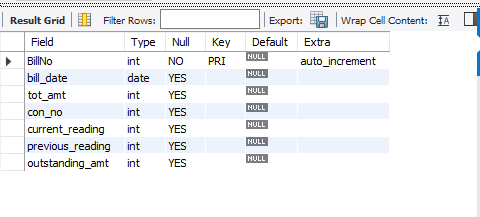 Result Grid Filter Rows: Export: Wrap Cell Content:
Field Type Null Key Default Extra
BillNo int NO PRI NULL auto_increment
bill_date date YES NULL
tot_amt int YES NULL
con_no int YES NULL
current_reading int YES NULL
previous_reading int YES NULL
outstanding_amt int YES NULL